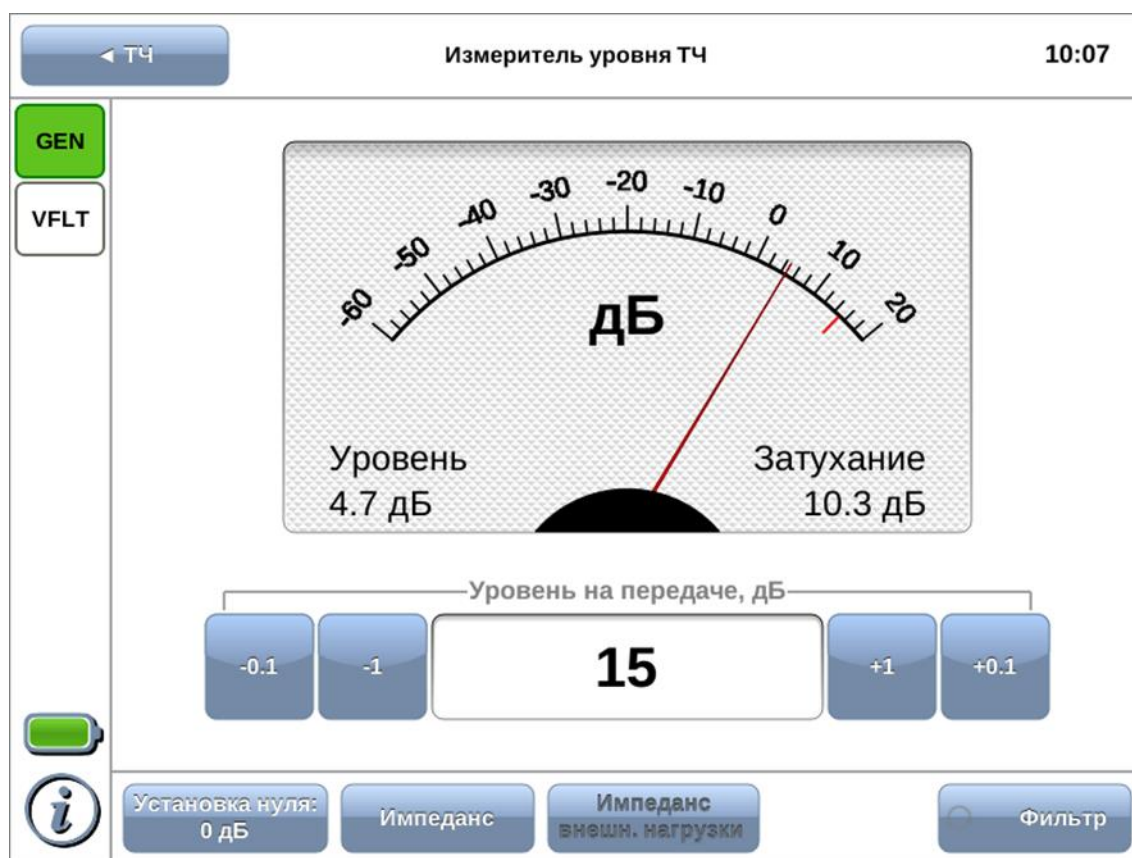 ◄ ТЧ
Измеритель уровня ТЧ
10:07
GEN
VFLT
-60
-50
-40
-30
-20
-10
0
10
20
дБ
Уровень
4.7 дБ
Затухание
10.3 дБ
Уровень на передаче, дБ
-0.1
-1
15
+1
+0.1
i
Установка нуля:
0 дБ
Импеданс
Импеданс
внешн. нагрузки
Фильтр